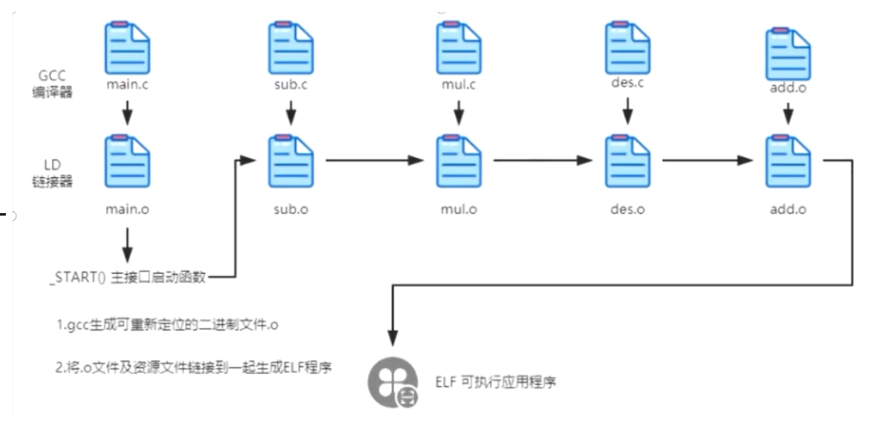 GCC
编译器
main.c
sub.c
mul.c
des.c
add.o
LD
链接器
main.o
sub.o
mul.o
des.o
add.o
_START() 主接口启动函数
1.gcc生成可重新定位的二进制文件.o
2.将.o文件及资源文件链接到一起生成ELF程序
ELF 可执行应用程序